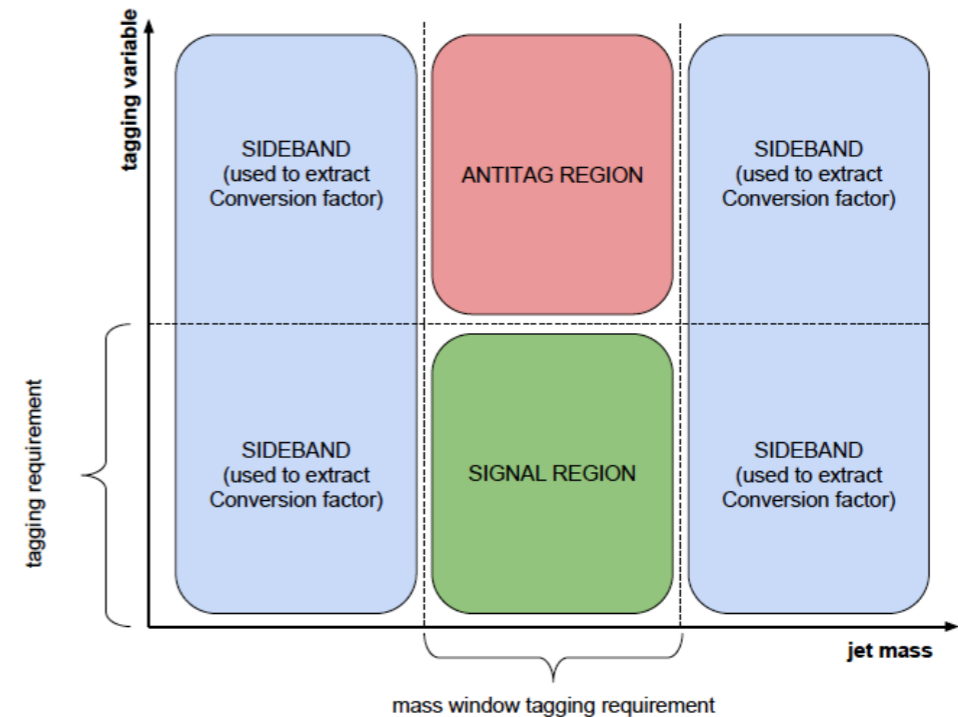 tagging variable
SIDEBAND
(used to extract
Conversion factor)
ANTITAG REGION
SIDEBAND
(used to extract
Conversion factor)
tagging requirement
SIDEBAND
(used to extract
Conversion factor)
SIGNAL REGION
SIDEBAND
(used to extract
Conversion factor)
jet mass
mass window tagging requirement